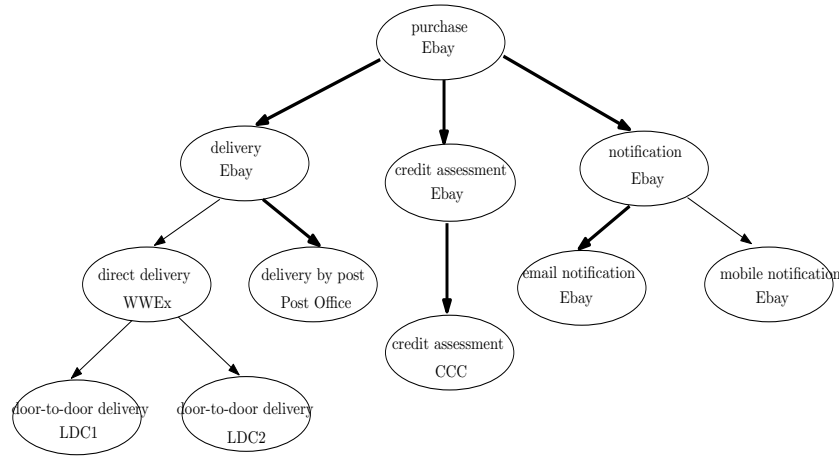 purchase
Ebay
delivery
Ebay
credit assessment
Ebay
notification
Ebay
direct delivery
WWEx
delivery by post
Post Office
email notification
Ebay
mobile notification
Ebay
credit assessment
CCC
door-to-door delivery
LDC1
door-to-door delivery
LDC2